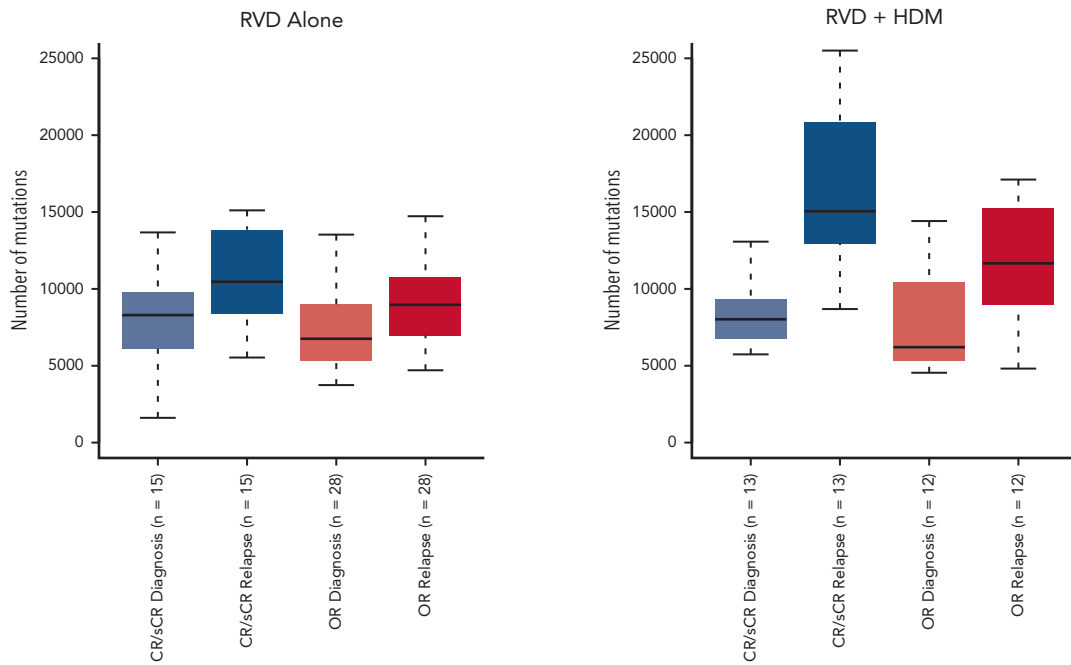 RVD Alone
Number of mutations
25000
20000
15000
10000
5000
0
CR/sCR Diagnosis (n = 15)
CR/sCR Relapse (n = 15)
OR Diagnosis (n = 28)
OR Relapse (n = 28)
RVD + HDM
Number of mutations
25000
20000
15000
10000
5000
0
CR/sCR Diagnosis (n = 13)
CR/sCR Relapse (n = 13)
OR Diagnosis (n = 12)
OR Relapse (n = 12)